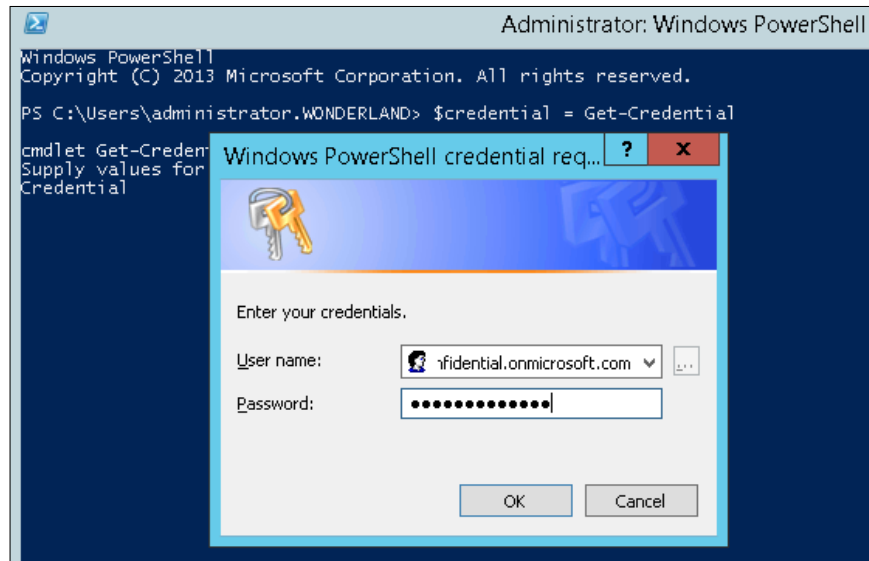 Administrator: Windows PowerShell
Windows PowerShell
Copyright (C) 2013 Microsoft Corporation. All rights reserved.
PS C:\Users\administrator.WONDERLAND> $credential = Get-Credential
cmdlet Get-Creden
Supply values for
Credential
Windows PowerShell credential req... ? x
Enter your credentials.
User name: nfidential.onmicrosoft.com ...
Password: •••••••••••••
OK Cancel